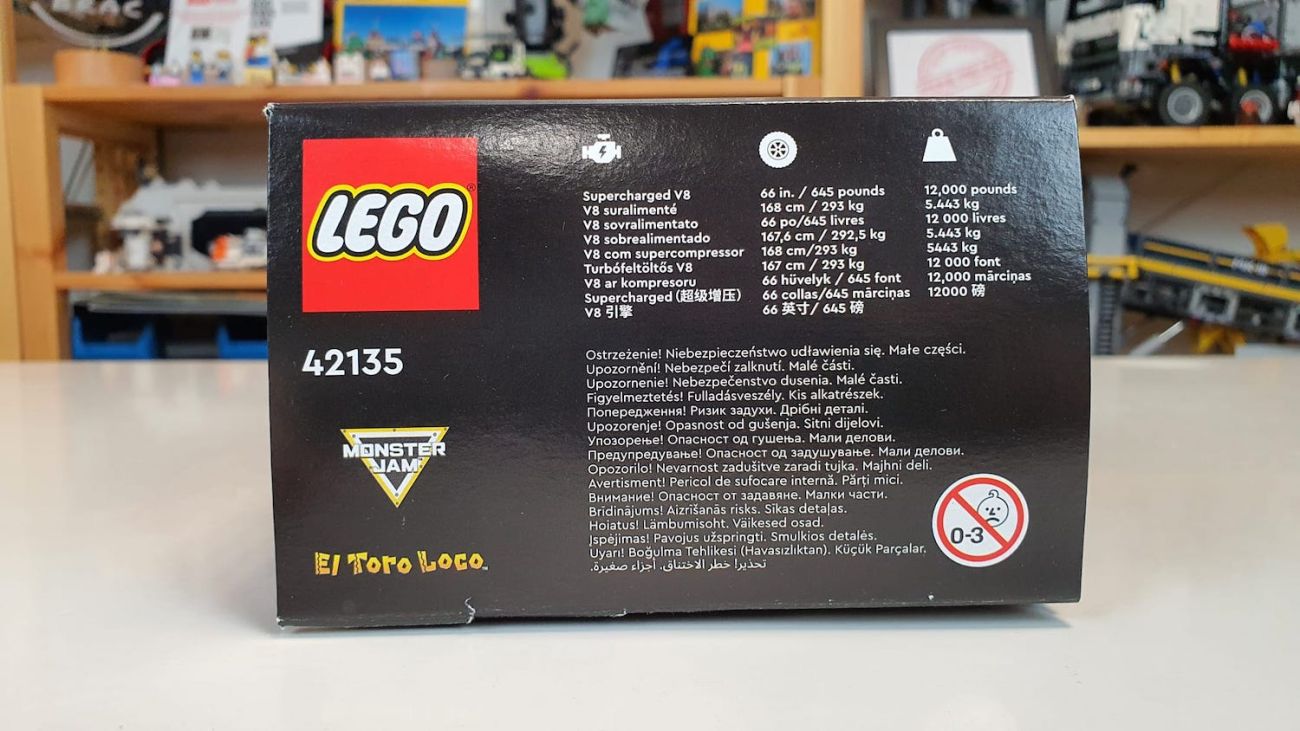 LEGO
®
42135
MONSTER
JAM
El Toro Loco™
Supercharged V8
V8 suralimenté
V8 sovralimentato
V8 sobrealimentado
V8 com supercompressor
Turbófeltöltős V8
V8 ar kompresoru
Supercharged (超级增压)
V8 引擎
66 in. / 645 pounds
168 cm / 293 kg
66 po/645 livres
167,6 cm / 292,5 kg
168 cm/293 kg
167 cm / 293 kg
66 hüvelyk / 645 font
66 collas/645 mārciņas
66 英寸/ 645 磅
12,000 pounds
5.443 kg
12 000 livres
5.443 kg
5443 kg
12 000 font
12,000 mārciņas
12000 磅
Ostrzeżenie! Niebezpieczeństwo udławienia się. Małe części.
Upozornění! Nebezpečí zalknutí. Malé části.
Upozornenie! Nebezpečenstvo dusenia. Malé časti.
Figyelmeztetés! Fulladásveszély. Kis alkatrészek.
Попередження! Ризик задухи. Дрібні деталі.
Upozorenje! Opasnost od gušenja. Sitni dijelovi.
Упозорење! Опасност од гушења. Мали делови.
Предупредување! Опасност од задушување. Мали делови.
Opozorilo! Nevarnost zadušitve zaradi tujka. Majhni deli.
Avertisment! Pericol de sufocare internă. Părți mici.
Внимание! Опасност от задавяне. Малки части.
Brīdinājums! Aizrīšanās risks. Sīkas detaļas.
Hoiatus! Lämbumisoht. Väikesed osad.
Įspėjimas! Pavojus užspringti. Smulkios detalės.
Uyarı! Boğulma Tehlikesi (Havasızlıktan). Küçük Parçalar.
تحذير! خطر الاختناق. أجزاء صغيرة.
0-3